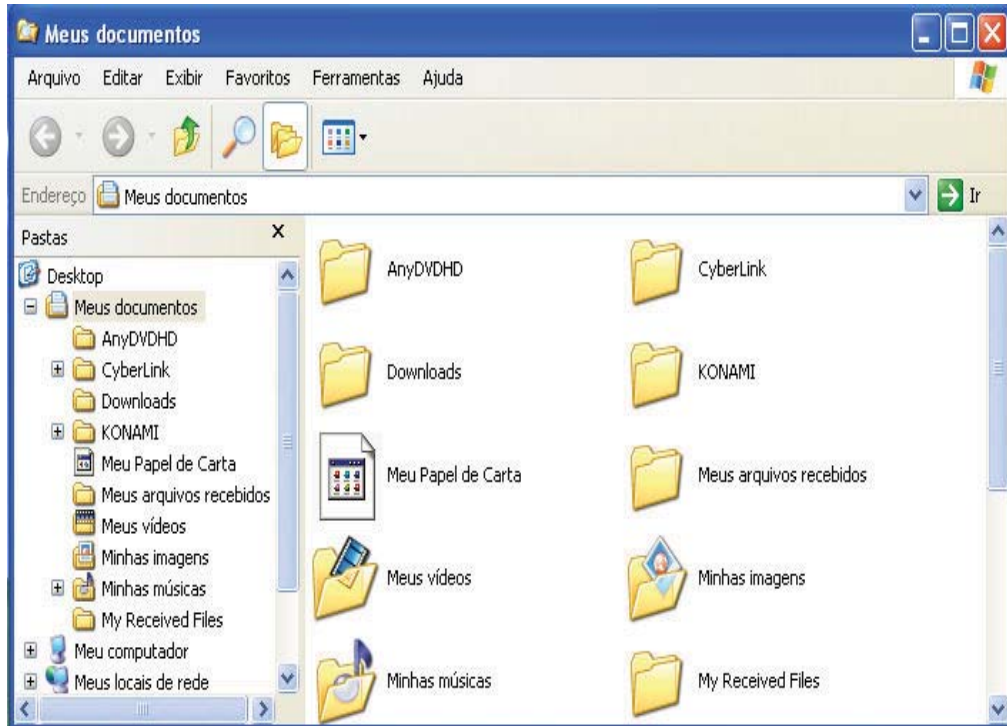 Meus documentos
Arquivo Editar Exibir Favoritos Ferramentas Ajuda
Endereço Meus documentos Ir
Pastas X
Desktop
Meus documentos
AnyDVDHD
CyberLink
Downloads
KONAMI
Meu Papel de Carta
Meus arquivos recebidos
Meus vídeos
Minhas imagens
Minhas músicas
My Received Files
Meu computador
Meus locais de rede
AnyDVDHD CyberLink
Downloads KONAMI
Meu Papel de Carta Meus arquivos recebidos
Meus vídeos Minhas imagens
Minhas músicas My Received Files